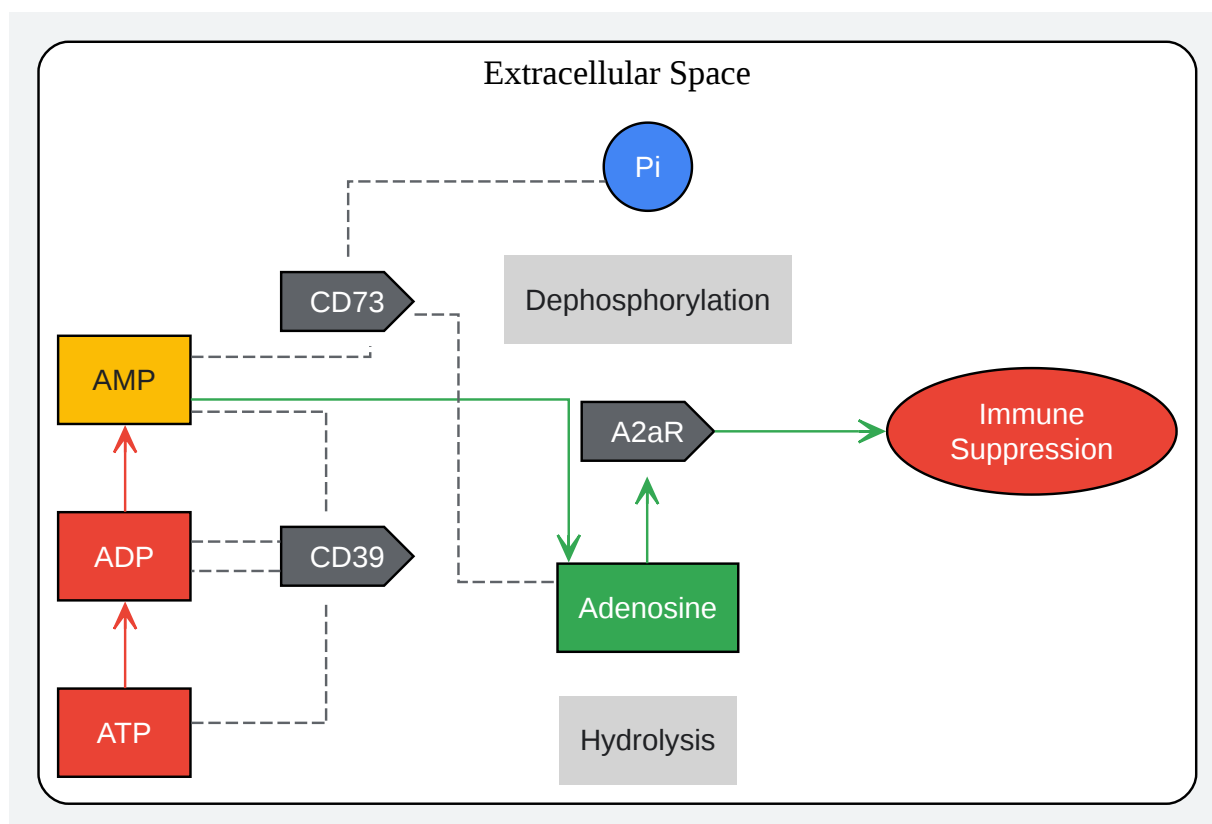 Extracellular Space
Pi
CD73
Dephosphorylation
AMP
A2aR
Immune
Suppression
ADP
CD39
Adenosine
ATP
Hydrolysis